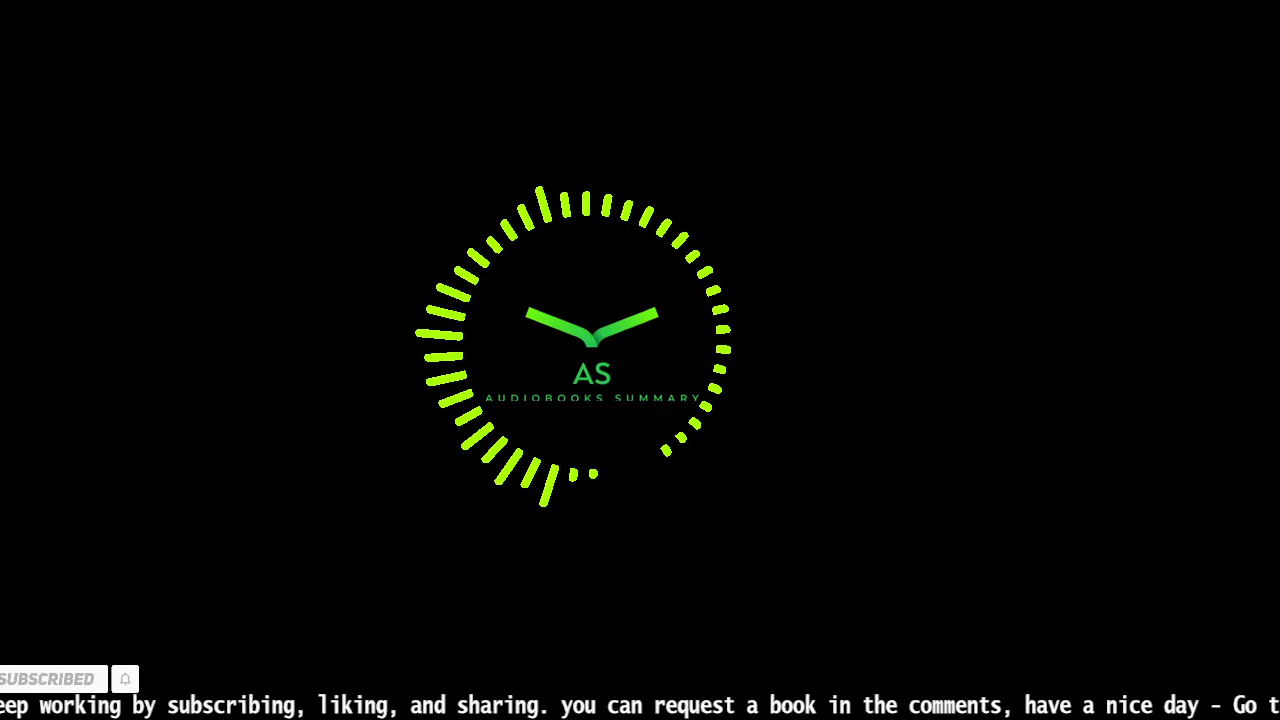 AS
AUDIOBOOKS SUMMARY
SUBSCRIBED
eep working by subscribing, liking, and sharing. you can request a book in the comments, have a nice day - Go t